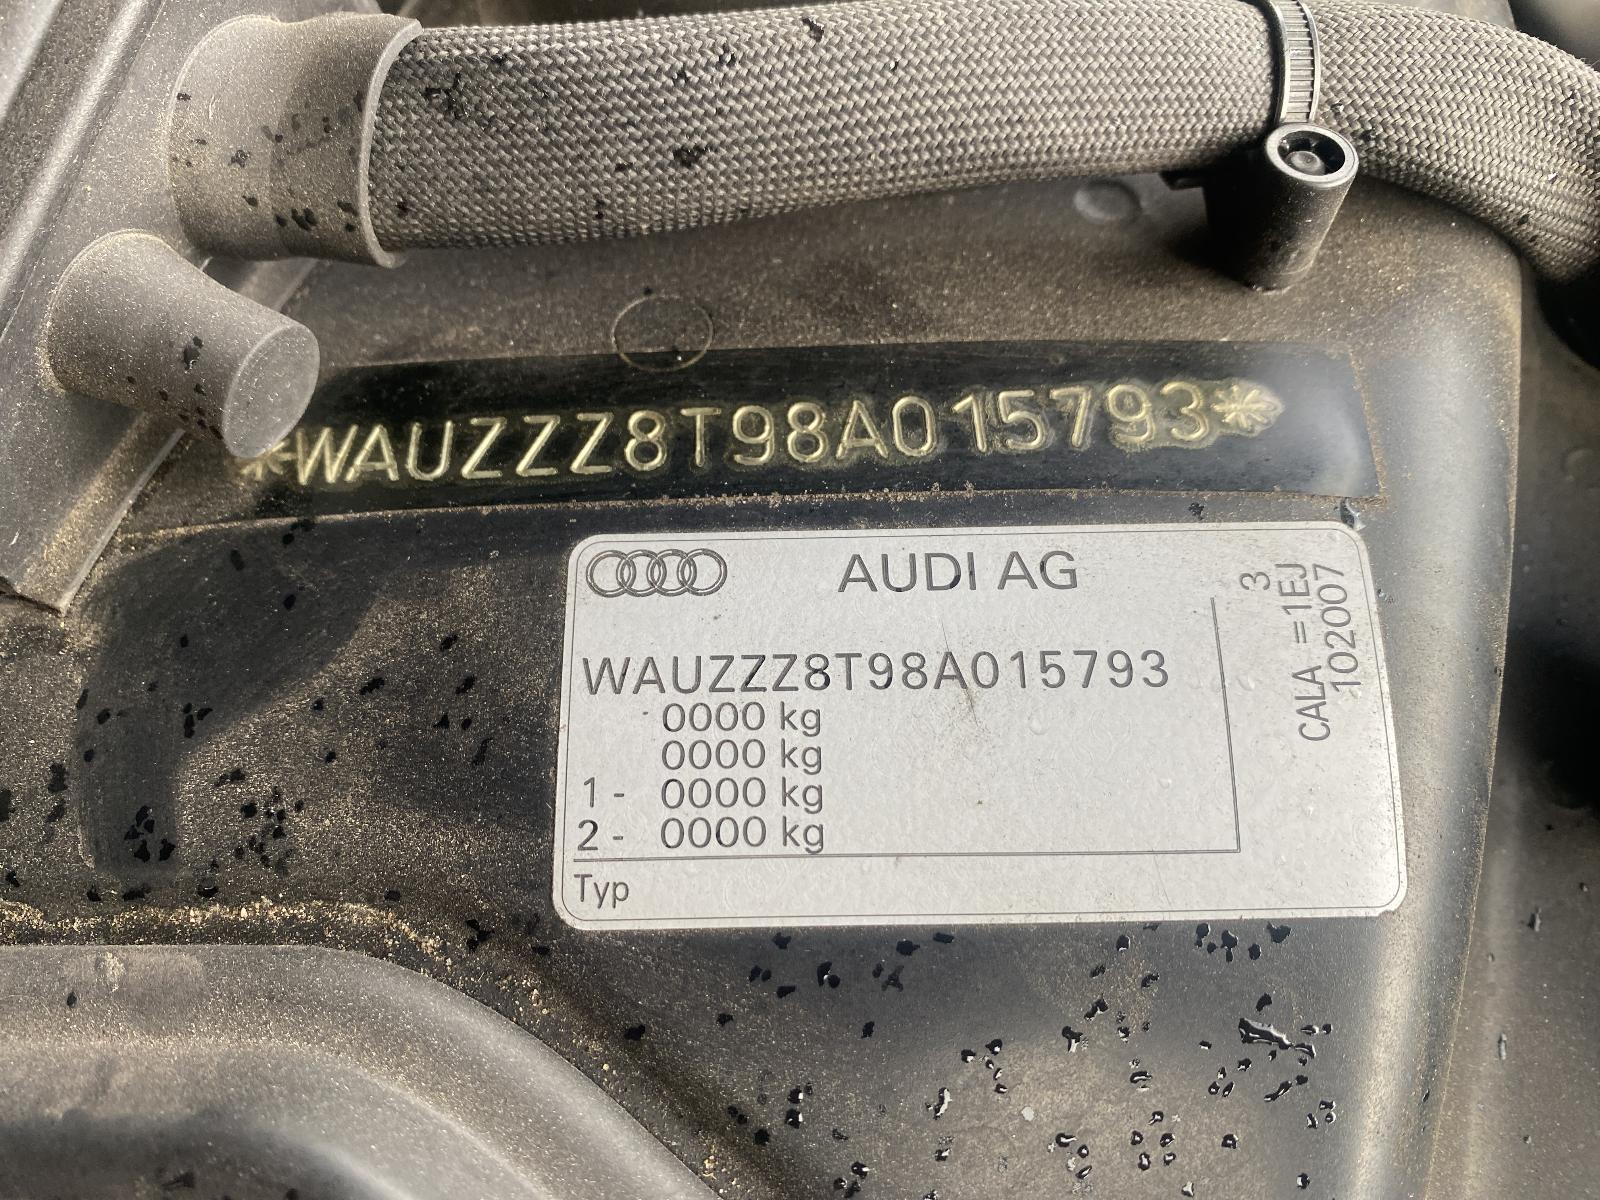 *WAUZZZ8T98A015793*
AUDI AG
WAUZZZ8T98A015793
0000 kg
0000 kg
1 - 0000 kg
2 - 0000 kg
Typ
3
CALA =1EJ
102007